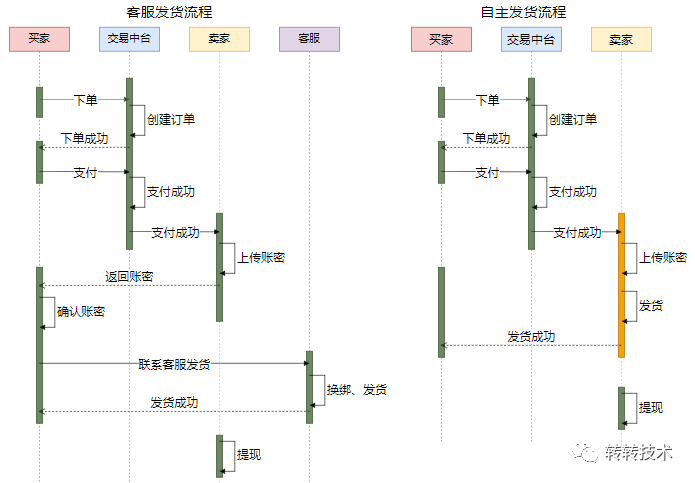 客服发货流程
自主发货流程
买家
交易中台
卖家
客服
买家
交易中台
卖家
下单
创建订单
下单成功
支付
支付成功
支付成功
上传账密
返回账密
确认账密
联系客服发货
换绑、发货
发货成功
提现
下单
创建订单
下单成功
支付
支付成功
支付成功
上传账密
发货
发货成功
提现
转转技术